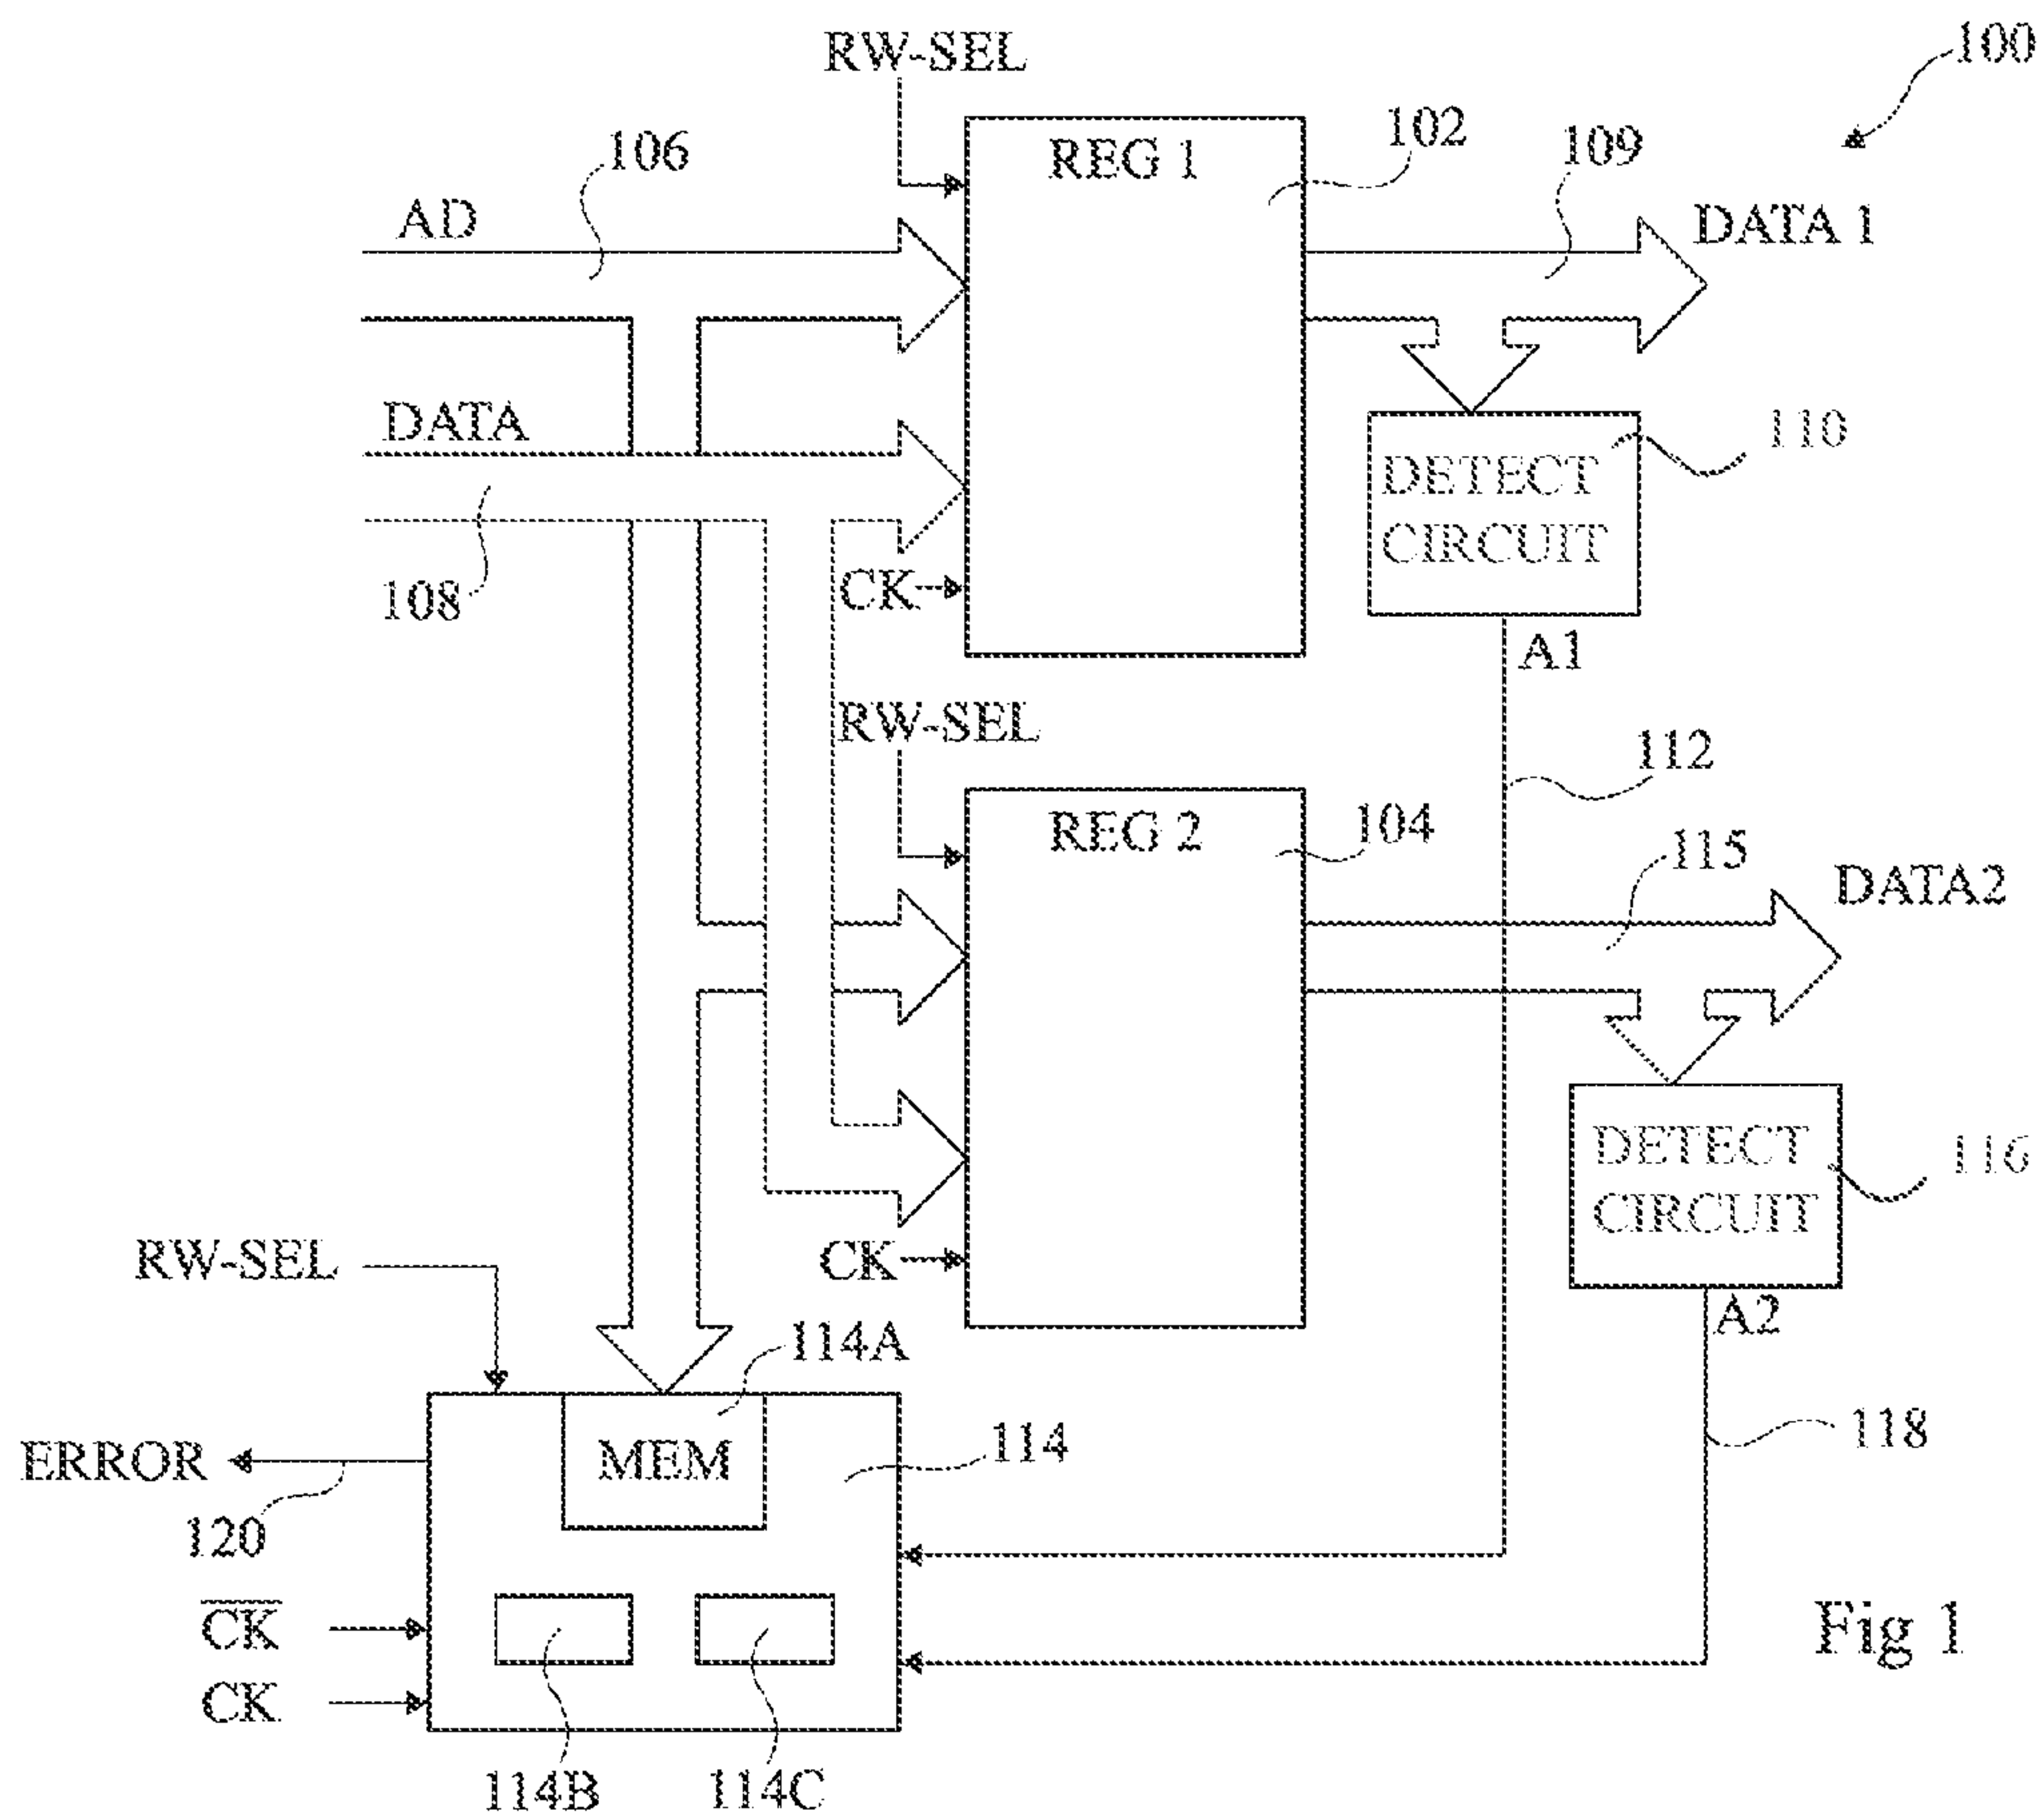 RW-SEL
100
REG 1
102
106
109
AD
DATA 1
DATA
110
DETECT
CIRCUIT
108
CK
A1
RW-SEL
112
REG 2
104
115
DATA2
DETECT
CIRCUIT
116
RW-SEL
CK
A2
114A
MEM
114
118
ERROR
120
CK
Fig 1
CK
114B
114C